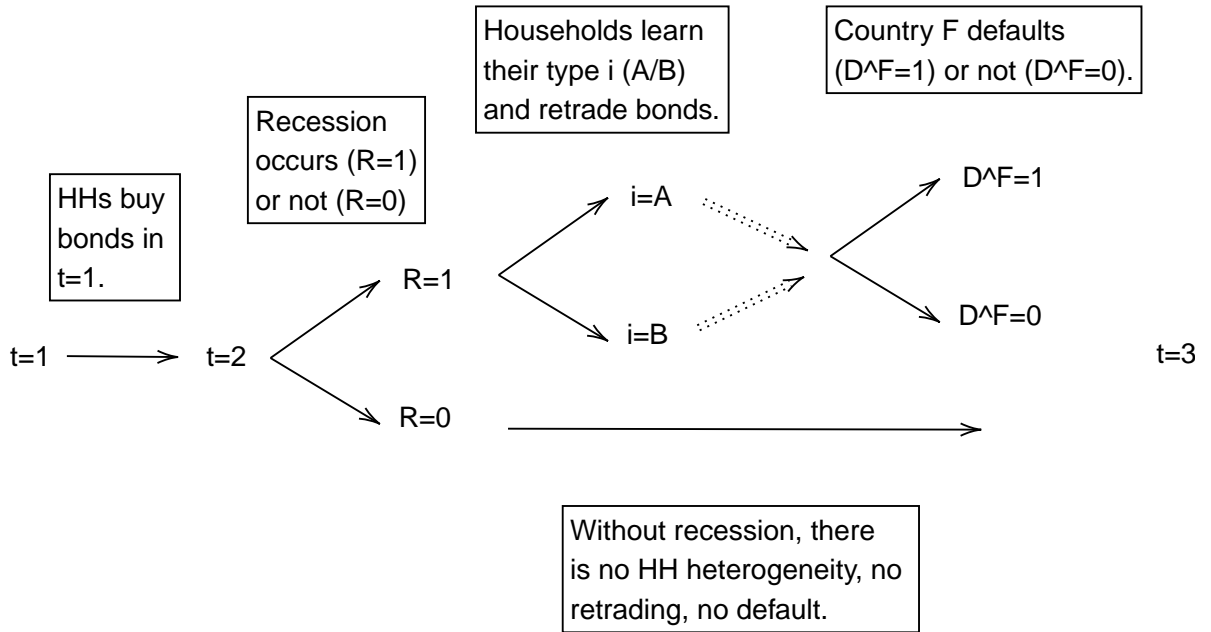 Households learn
their type i (A/B)
and retrade bonds.
Country F defaults
(D^F=1) or not (D^F=0).
Recession
occurs (R=1)
or not (R=0)
HHs buy
bonds in
t=1.
i=A
D^F=1
R=1
i=B
D^F=0
t=1
t=2
t=3
R=0
Without recession, there
is no HH heterogeneity, no
retrading, no default.